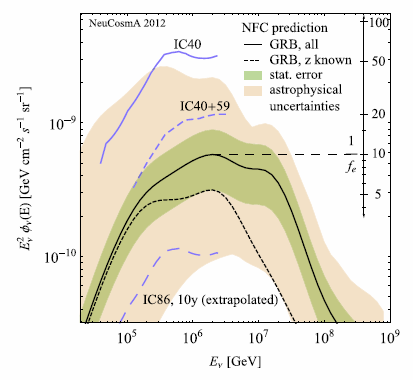 NeuCosmA 2012
NFC prediction
GRB, all
GRB, z known
stat. error
astrophysical
uncertainties
IC40
IC40+59
IC86, 10y (extrapolated)
100
50
20
10
5
1
f_e
10^-9
10^-10
E_ν^2 ϕ_ν(E) [GeV cm^-2 s^-1 sr^-1]
10^5 10^6 10^7 10^8 10^9
E_ν [GeV]